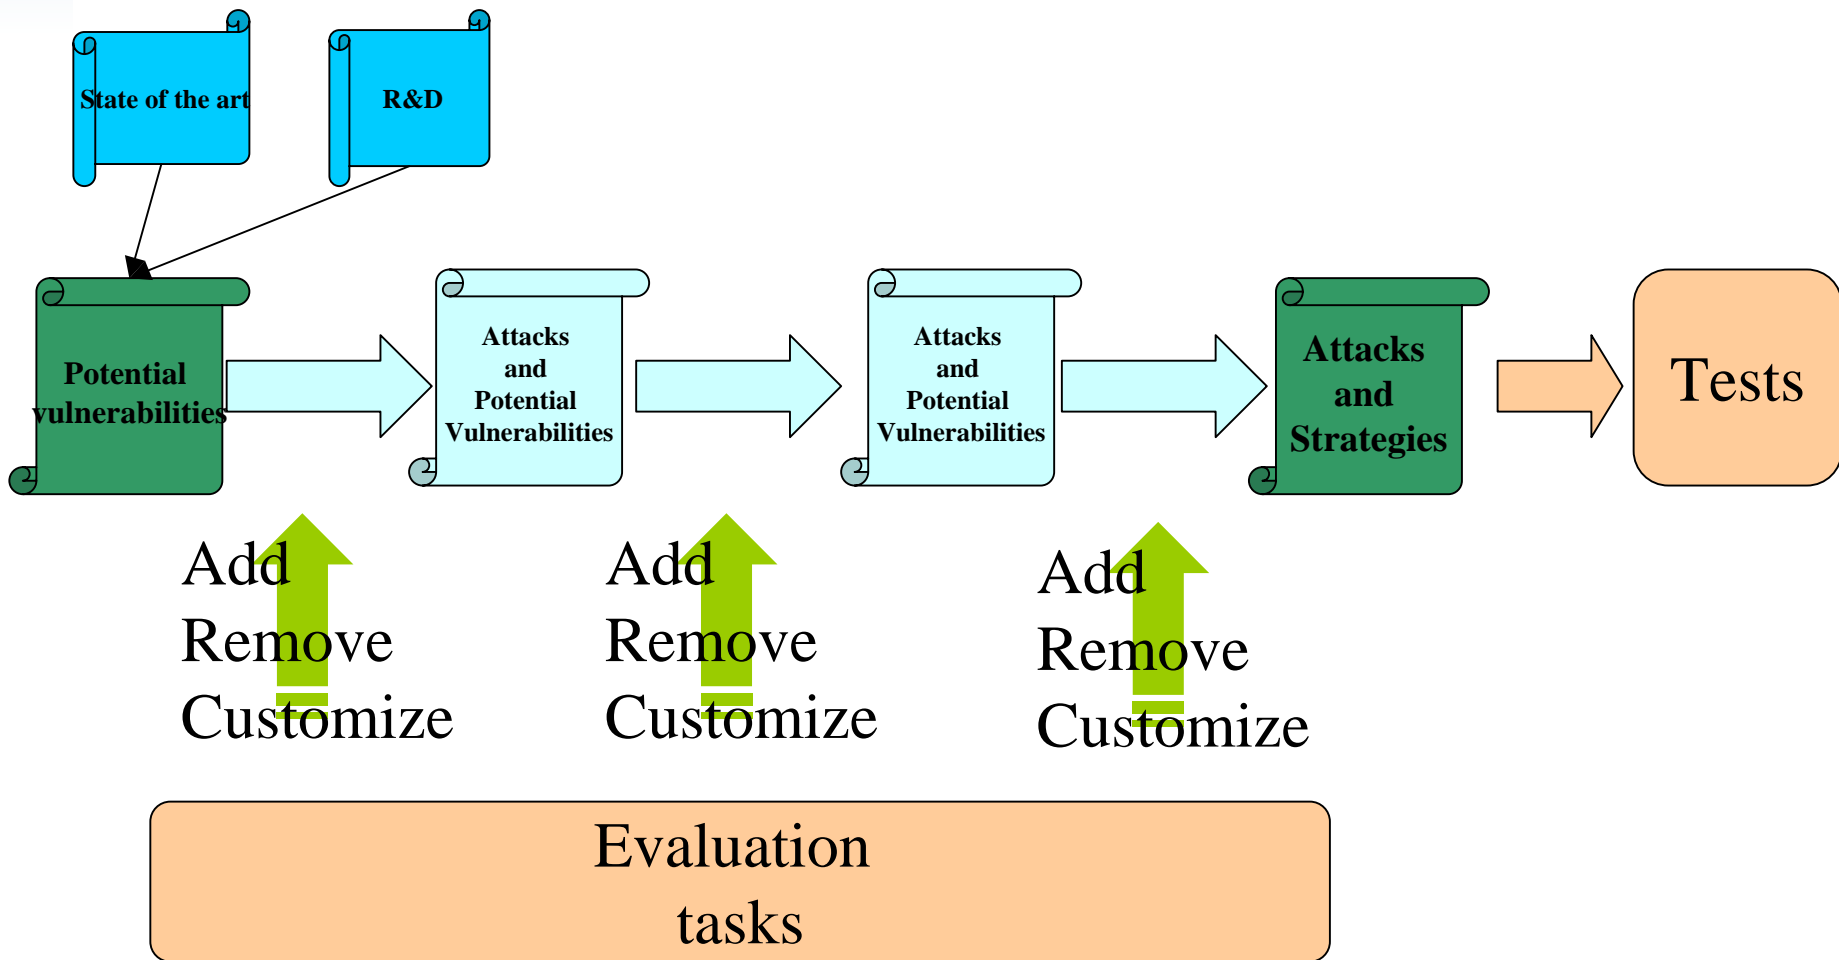 State of the art
R&D
Potential
vulnerabilities
Attacks
and
Potential
Vulnerabilities
Attacks
and
Potential
Vulnerabilities
Attacks
and
Strategies
Tests
Add
Remove
Customize
Add
Remove
Customize
Add
Remove
Customize
Evaluation
tasks